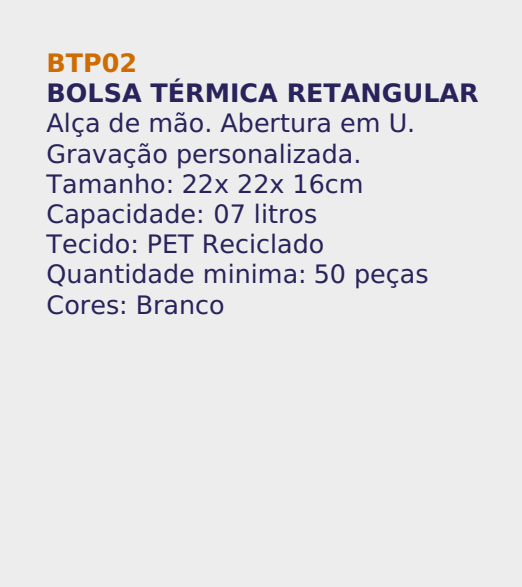 BTP02
BOLSA TÉRMICA RETANGULAR
Alça de mão. Abertura em U.
Gravação personalizada.
Tamanho: 22x 22x 16cm
Capacidade: 07 litros
Tecido: PET Reciclado
Quantidade minima: 50 peças
Cores: Branco